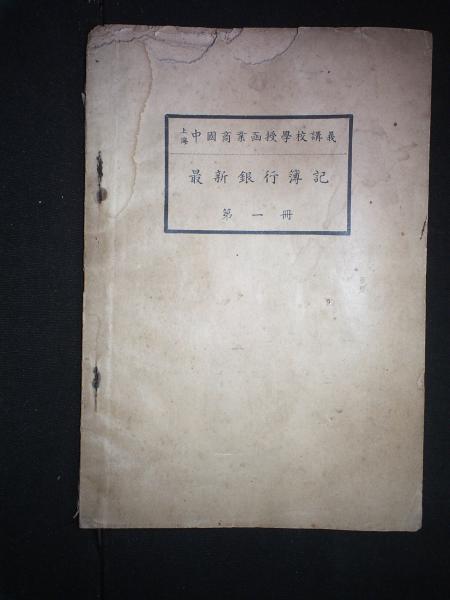 上海中國商業函授學校講義
最新銀行簿記
第一冊